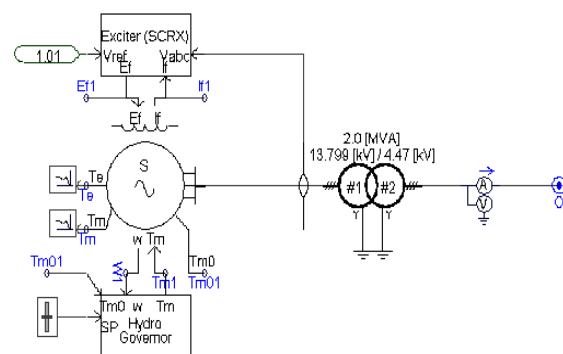 Exciter (SCRX)
1.01
Vref Vabc
Ef If
Ef1 If1
Ef If
2.0 [MVA]
13.799 [kV] / 4.47 [kV]
S
#1 #2
A
V
Te
Te
Tm
Tm
w Tm
Tm0
Tm01
Tm01
W1
Tm1
Tm0 w Tm
SP
Hydro
Governor